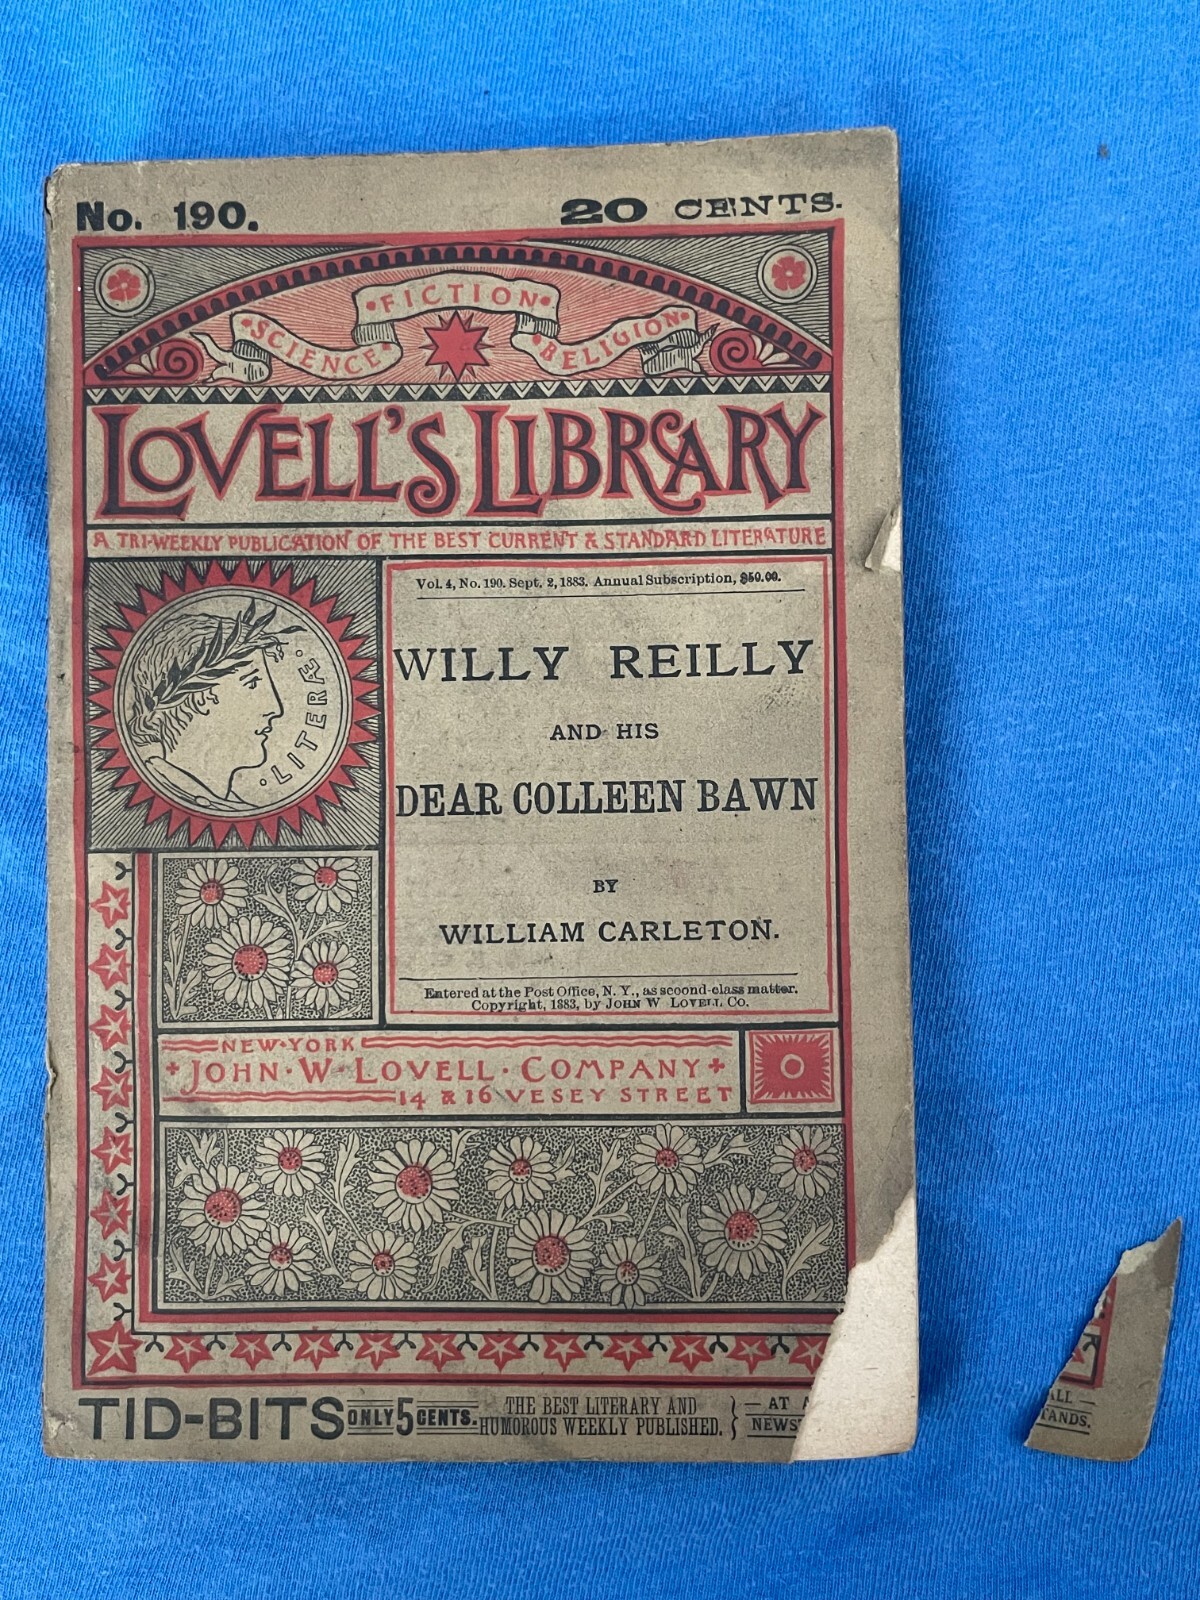 No. 190.
20 CENTS.
SCIENCE
·FICTION·
RELIGION
LOVELL'S LIBRARY
A TRI-WEEKLY PUBLICATION OF THE BEST CURRENT & STANDARD LITERATURE
Vol. 4, No. 190. Sept. 2, 1883. Annual Subscription, $50.00.
WILLY REILLY
AND HIS
DEAR COLLEEN BAWN
BY
WILLIAM CARLETON.
Entered at the Post Office, N. Y., as second-class matter.
Copyright, 1883, by JOHN W LOVELL CO.
·LITERÆ·
NEW·YORK
JOHN·W·LOVELL·COMPANY
14 & 16 VESEY STREET
TID-BITS ONLY 5 CENTS.
THE BEST LITERARY AND
HUMOROUS WEEKLY PUBLISHED.
AT A
NEWS
LL
TANDS.